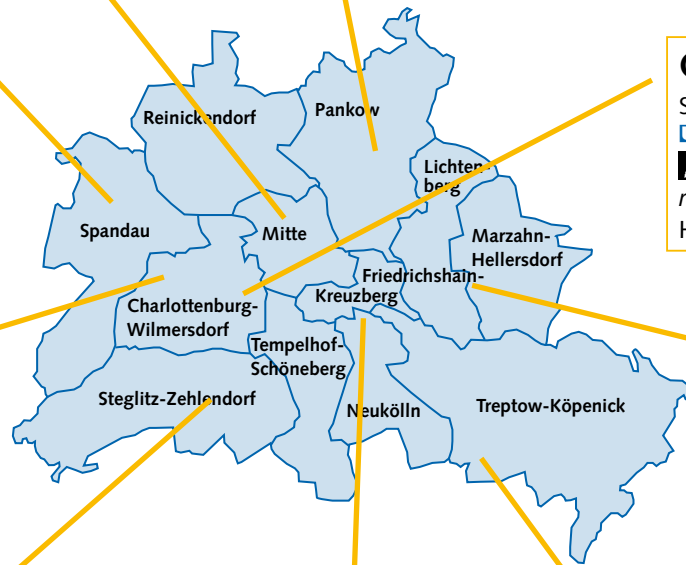 Reinickendorf
Pankow
Lichten-
berg
Spandau
Mitte
Marzahn-
Hellersdorf
Friedrichshain-
Kreuzberg
Charlottenburg-
Wilmersdorf
Tempelhof-
Schöneberg
Steglitz-Zehlendorf
Neukölln
Treptow-Köpenick